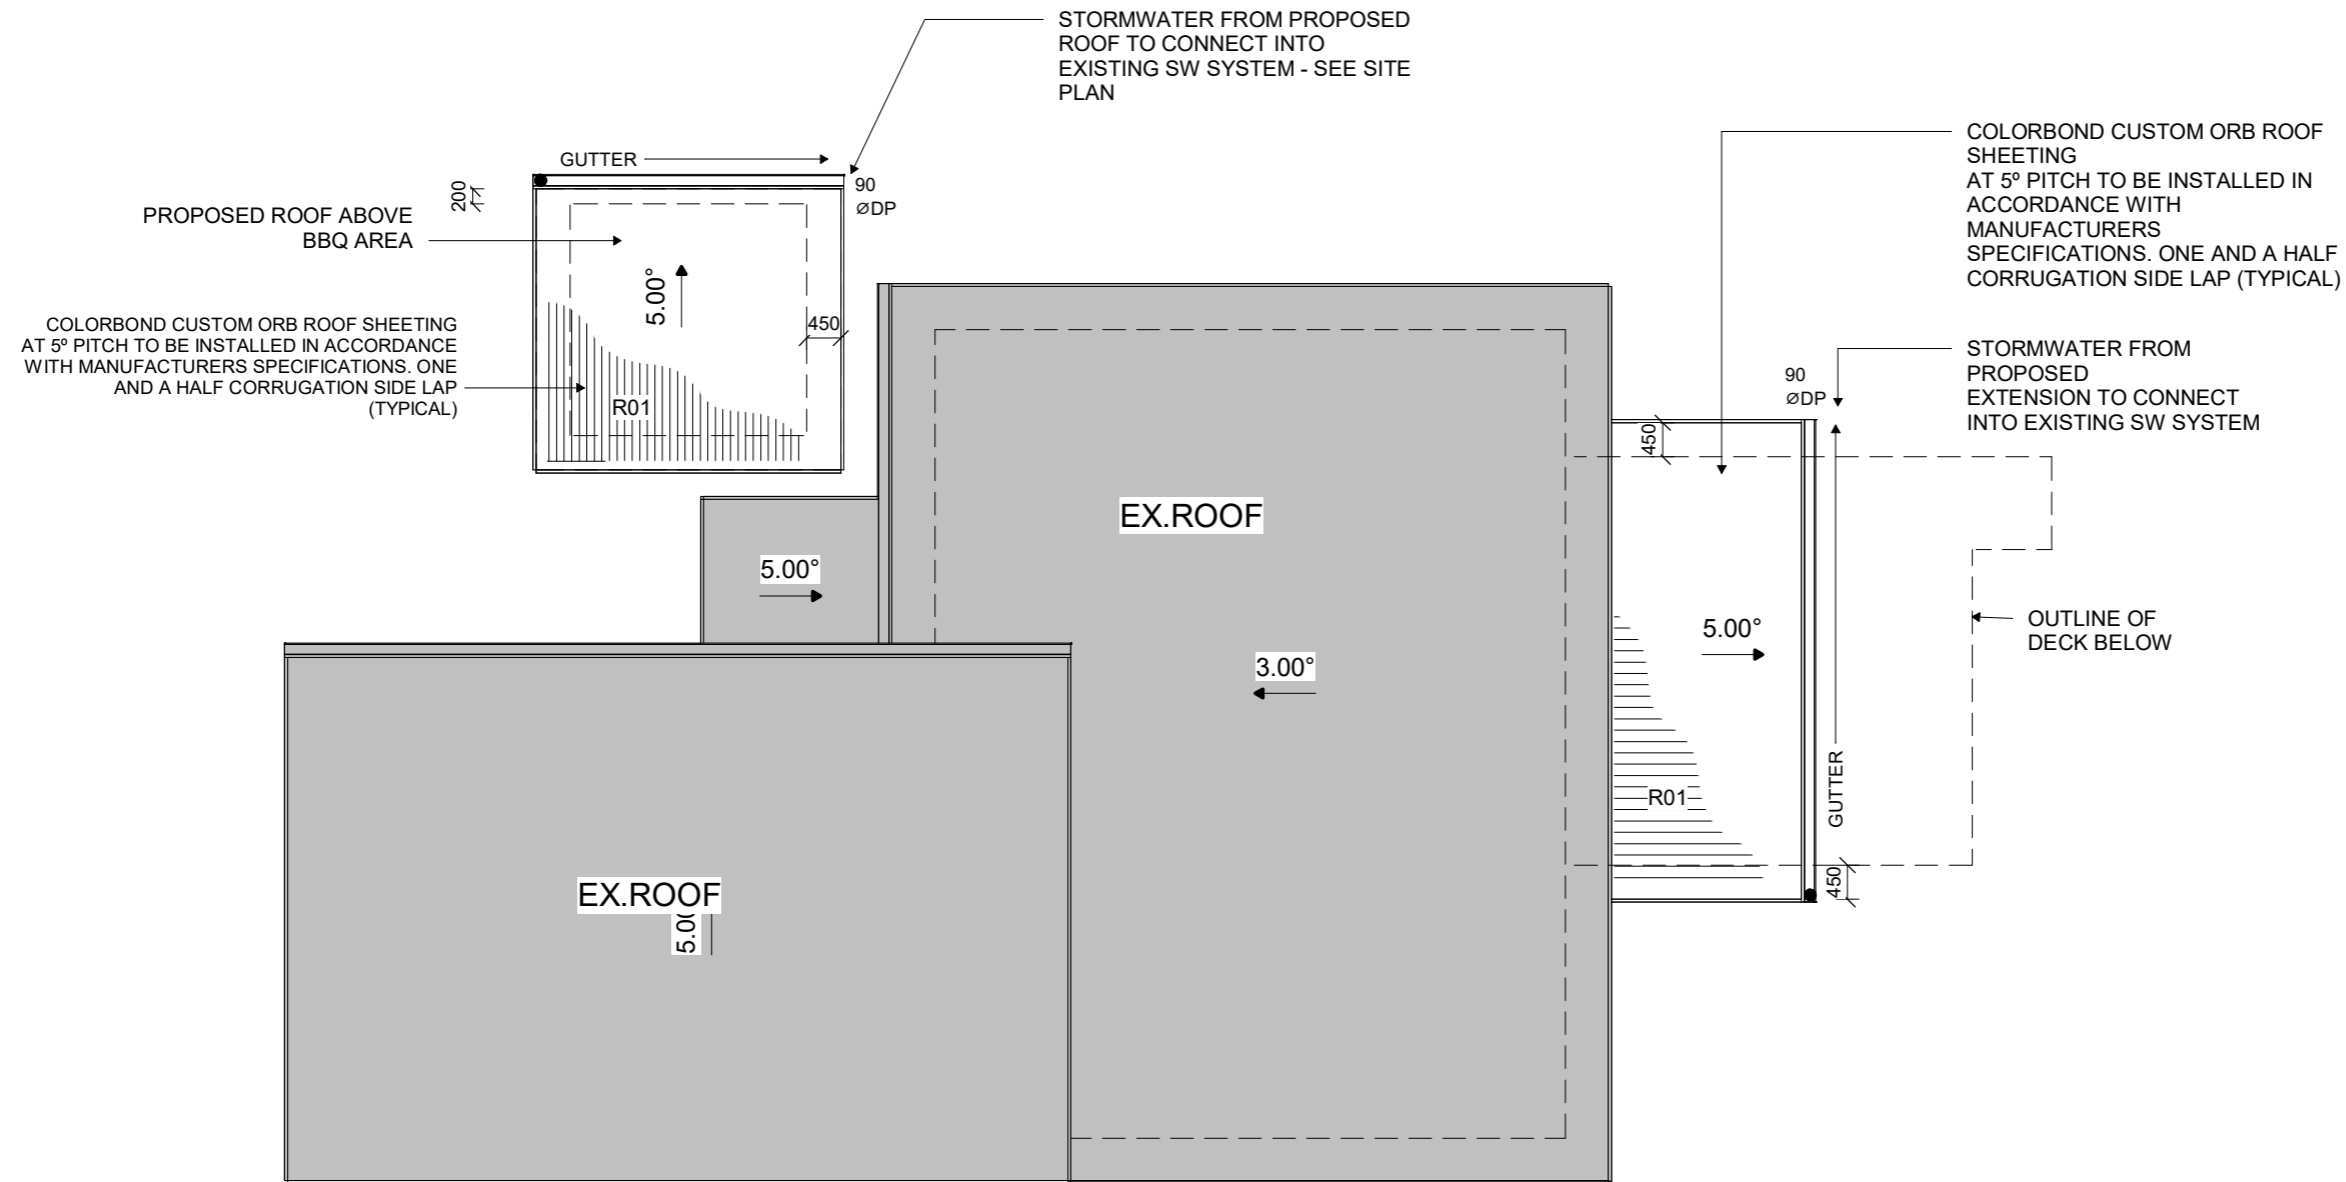 STORMWATER FROM PROPOSED
ROOF TO CONNECT INTO
EXISTING SW SYSTEM - SEE SITE
PLAN
COLORBOND CUSTOM ORB ROOF
SHEETING
AT 5º PITCH TO BE INSTALLED IN
ACCORDANCE WITH
MANUFACTURERS
SPECIFICATIONS. ONE AND A HALF
CORRUGATION SIDE LAP (TYPICAL)
GUTTER
90
⌀DP
200
PROPOSED ROOF ABOVE
BBQ AREA
5.00°
450
COLORBOND CUSTOM ORB ROOF SHEETING
AT 5º PITCH TO BE INSTALLED IN ACCORDANCE
WITH MANUFACTURERS SPECIFICATIONS. ONE
AND A HALF CORRUGATION SIDE LAP
(TYPICAL)
R01
STORMWATER FROM
PROPOSED
EXTENSION TO CONNECT
INTO EXISTING SW SYSTEM
90
⌀DP
450
EX.ROOF
5.00°
3.00°
5.00°
OUTLINE OF
DECK BELOW
R01
GUTTER
450
EX.ROOF
5.00